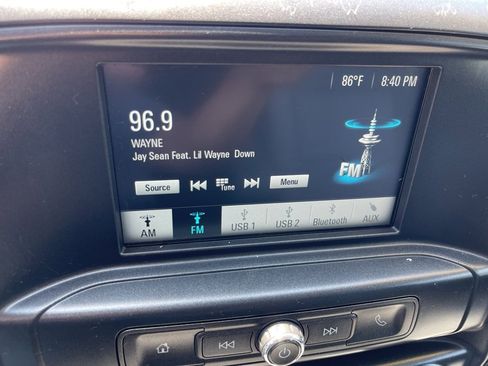 86°F 8:40 PM
96.9
WAYNE
Jay Sean Feat. Lil Wayne Down
FM
Source Tune Menu
AM FM USB 1 USB 2 Bluetooth AUX